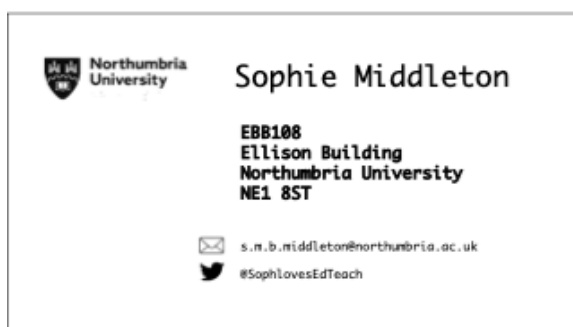 Northumbria
University
Sophie Middleton
EBB108
Ellison Building
Northumbria University
NE1 8ST
s.m.b.middleton@northumbria.ac.uk
@SophlovesEdTeach